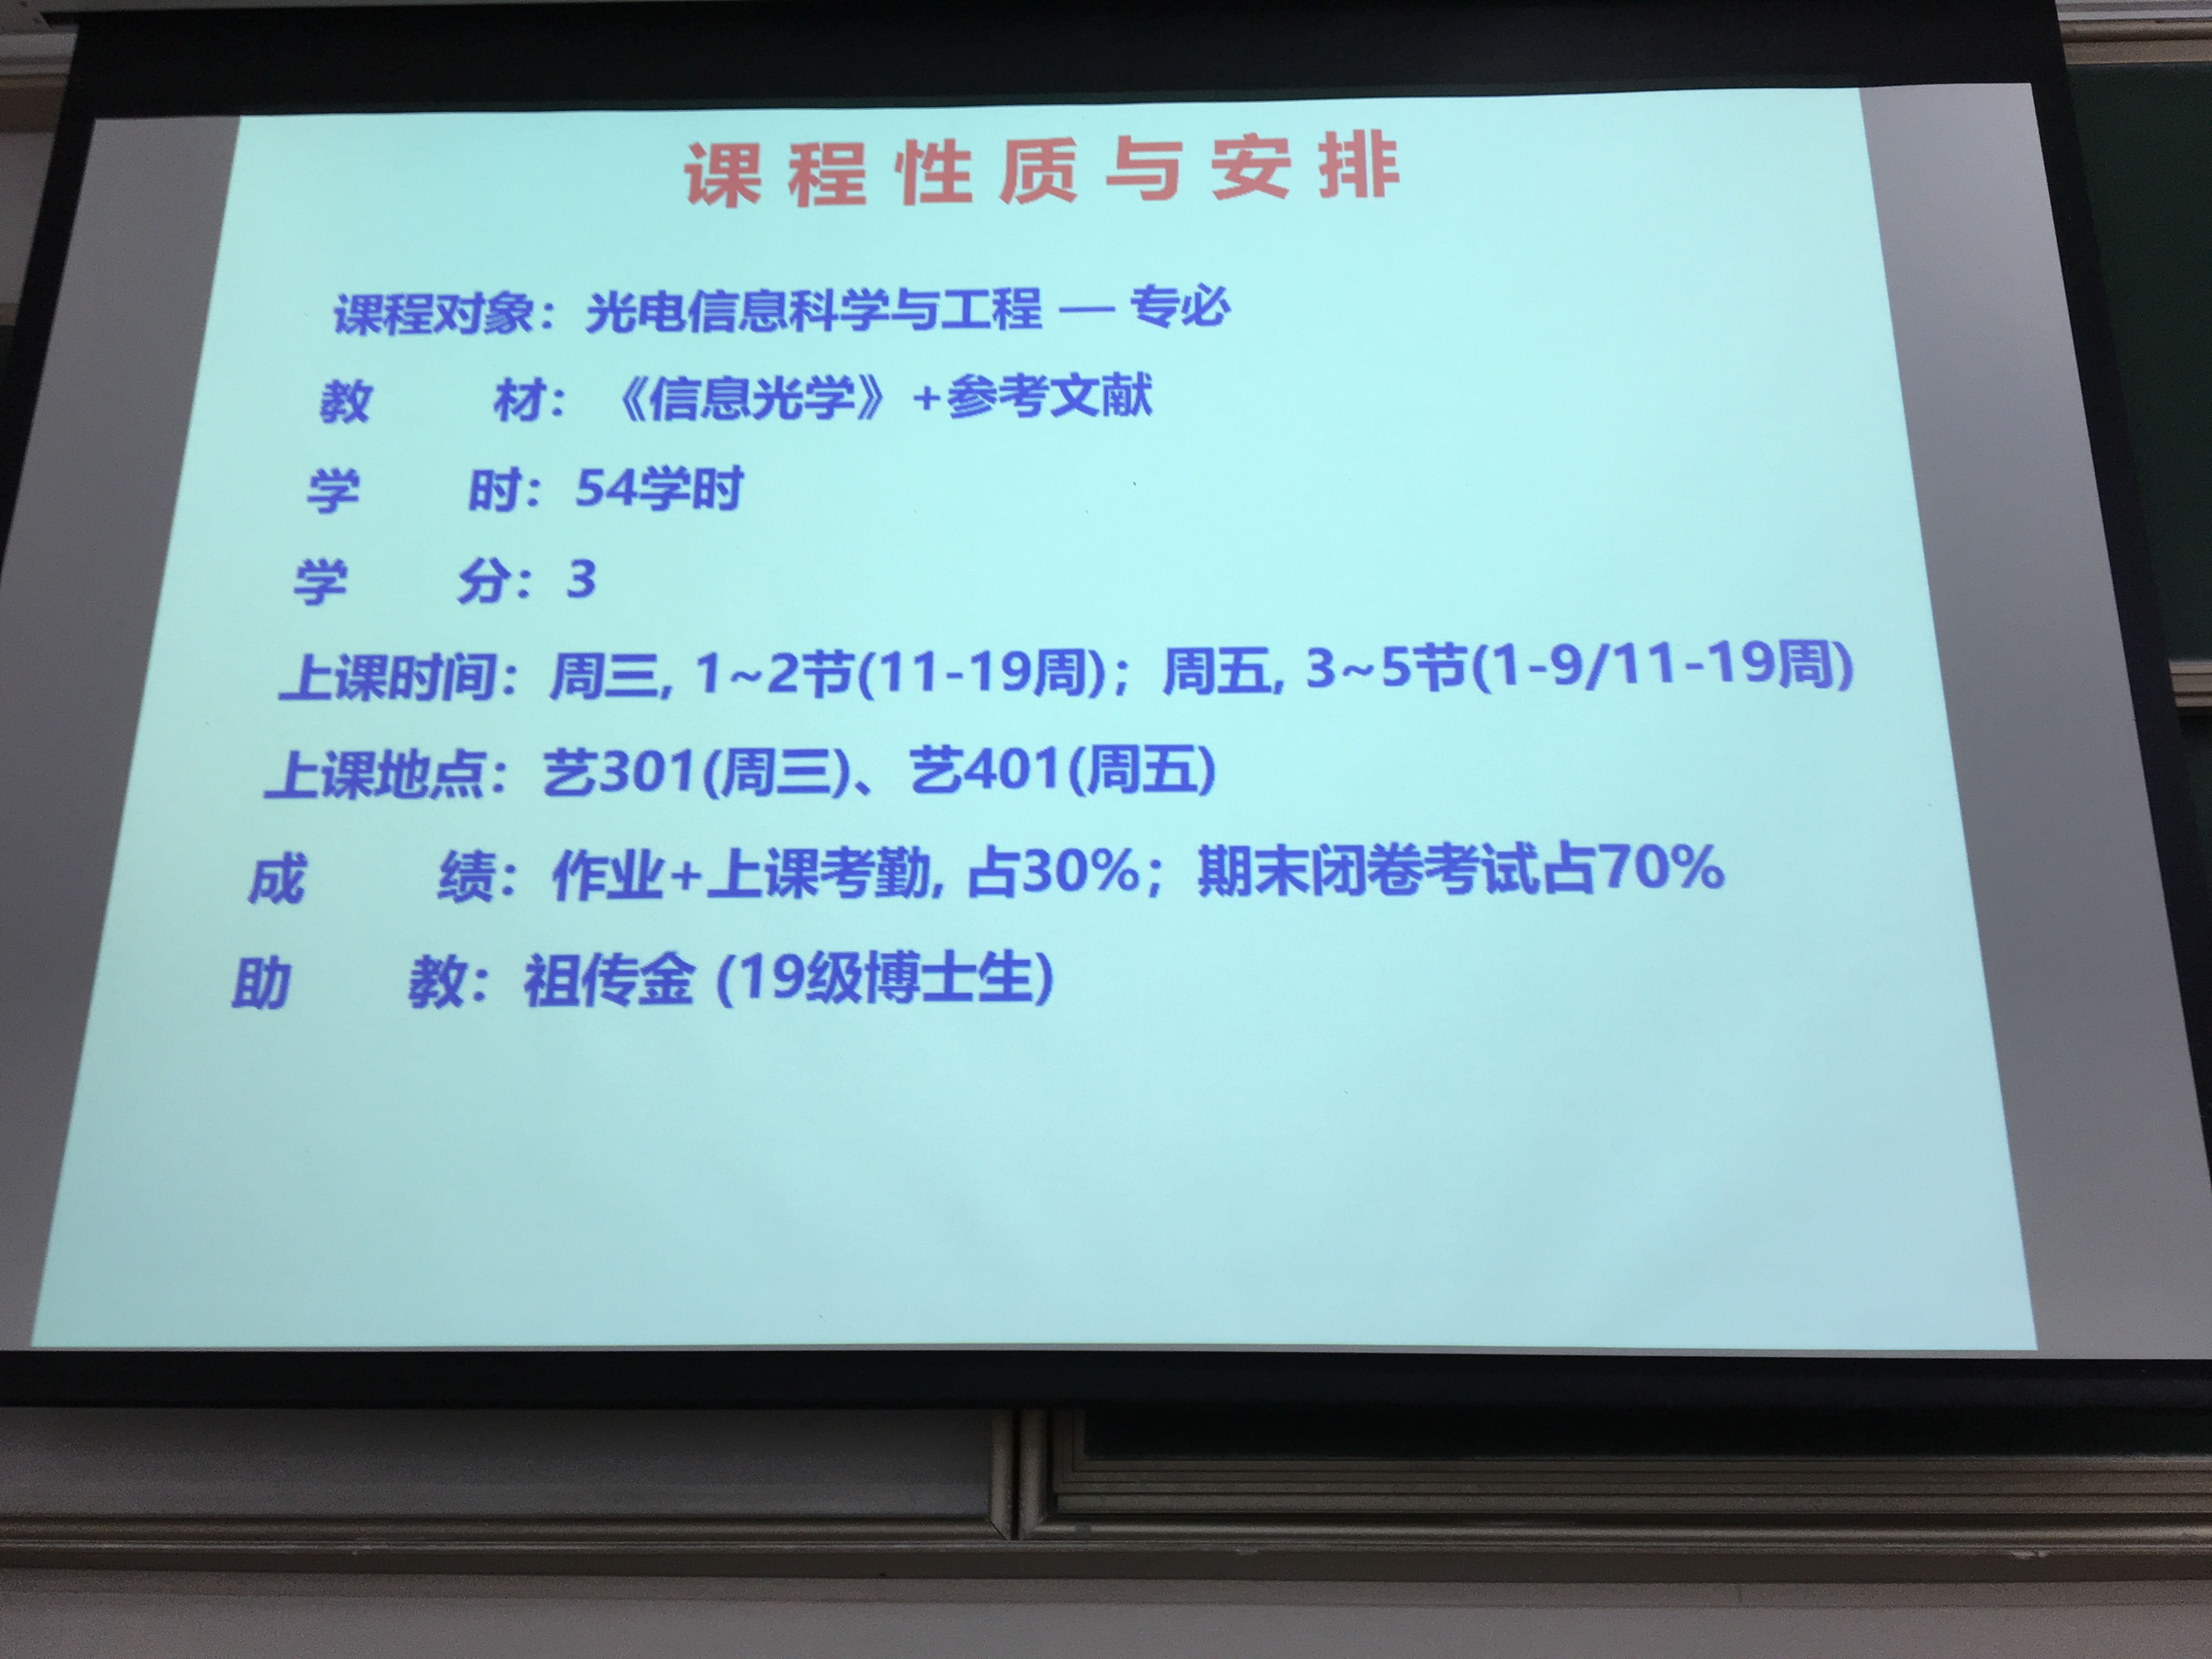 课程性质与安排
课程对象：光电信息科学与工程 — 专必
教 材：《信息光学》+参考文献
学 时：54学时
学 分：3
上课时间：周三, 1~2节(11-19周)；周五, 3~5节(1-9/11-19周)
上课地点：艺301(周三)、艺401(周五)
成 绩：作业+上课考勤, 占30%；期末闭卷考试占70%
助 教：祖传金 (19级博士生)